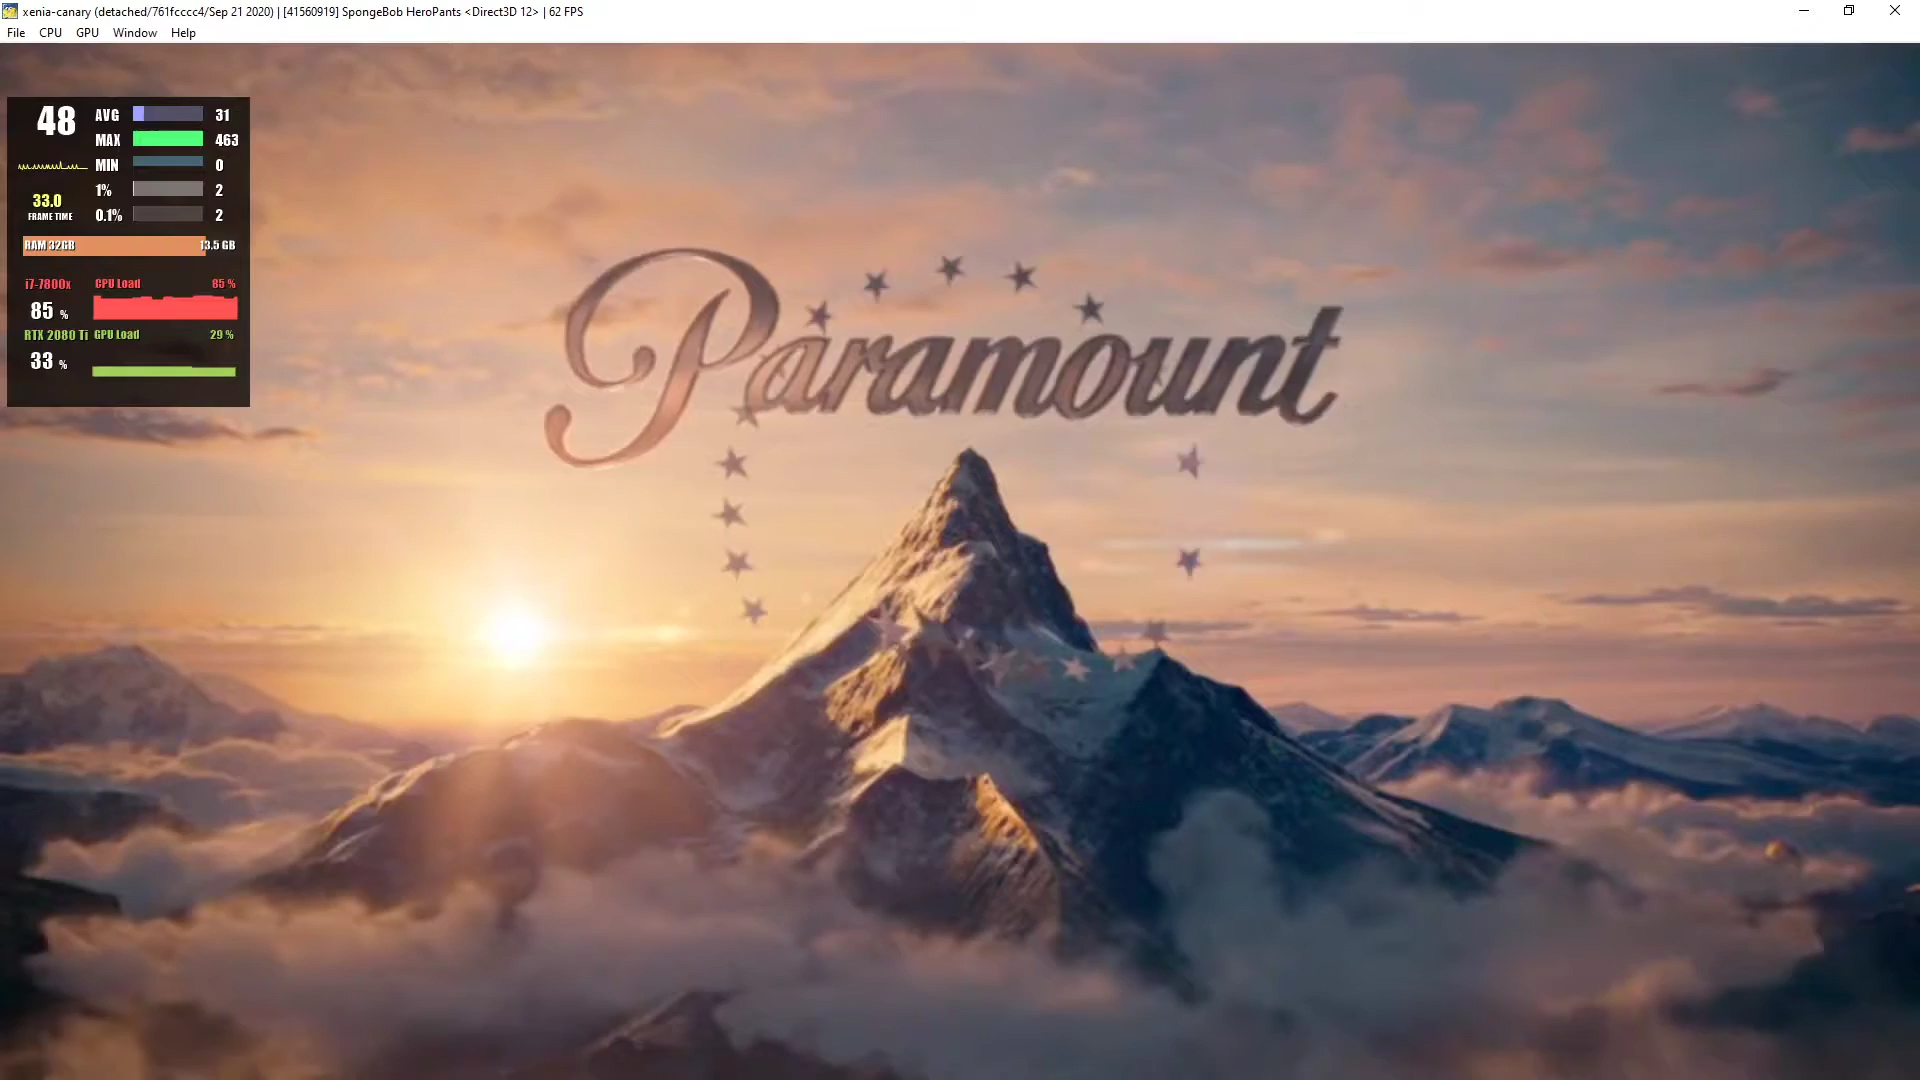 xenia-canary (detached/761fcccc4/Sep 21 2020) | [41560919] SpongeBob HeroPants <Direct3D 12> | 62 FPS
File CPU GPU Window Help
48 AVG 31
MAX 463
MIN 0
33.0 1% 2
FRAME TIME 0.1% 2
RAM 32GB 13.5 GB
i7-7800x CPU Load 85 %
85 %
RTX 2080 Ti GPU Load 29 %
33 %
Paramount